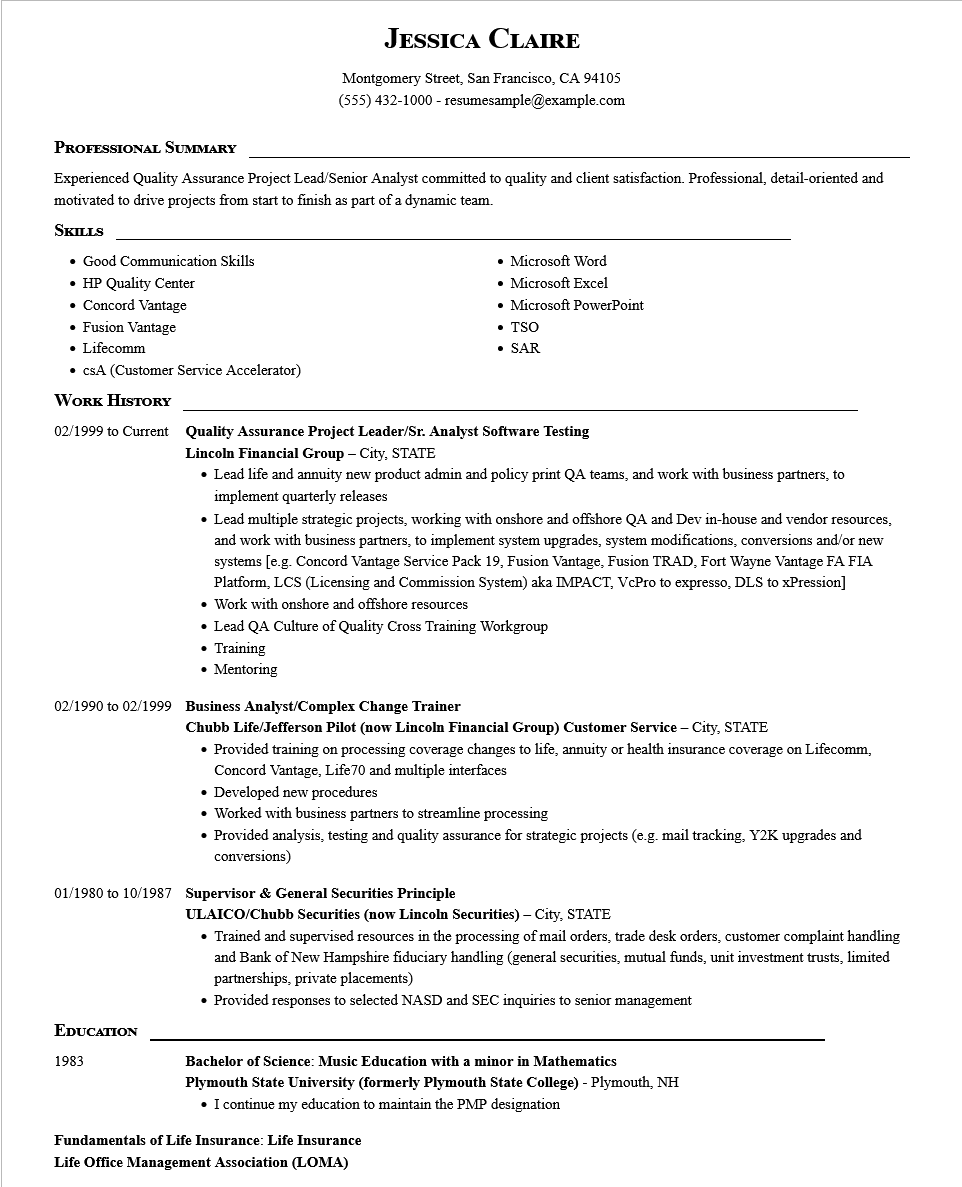 Jessica Claire
Montgomery Street, San Francisco, CA 94105
(555) 432-1000 - resumesample@example.com
Professional Summary
Experienced Quality Assurance Project Lead/Senior Analyst committed to quality and client satisfaction. Professional, detail-oriented and
motivated to drive projects from start to finish as part of a dynamic team.
Skills
• Good Communication Skills
• HP Quality Center
• Concord Vantage
• Fusion Vantage
• Lifecomm
• csA (Customer Service Accelerator)
• Microsoft Word
• Microsoft Excel
• Microsoft PowerPoint
• TSO
• SAR
Work History
02/1999 to Current Quality Assurance Project Leader/Sr. Analyst Software Testing
Lincoln Financial Group – City, STATE
• Lead life and annuity new product admin and policy print QA teams, and work with business partners, to
implement quarterly releases
• Lead multiple strategic projects, working with onshore and offshore QA and Dev in-house and vendor resources,
and work with business partners, to implement system upgrades, system modifications, conversions and/or new
systems [e.g. Concord Vantage Service Pack 19, Fusion Vantage, Fusion TRAD, Fort Wayne Vantage FA FIA
Platform, LCS (Licensing and Commission System) aka IMPACT, VcPro to expresso, DLS to xPression]
• Work with onshore and offshore resources
• Lead QA Culture of Quality Cross Training Workgroup
• Training
• Mentoring
02/1990 to 02/1999 Business Analyst/Complex Change Trainer
Chubb Life/Jefferson Pilot (now Lincoln Financial Group) Customer Service – City, STATE
• Provided training on processing coverage changes to life, annuity or health insurance coverage on Lifecomm,
Concord Vantage, Life70 and multiple interfaces
• Developed new procedures
• Worked with business partners to streamline processing
• Provided analysis, testing and quality assurance for strategic projects (e.g. mail tracking, Y2K upgrades and
conversions)
01/1980 to 10/1987 Supervisor & General Securities Principle
ULAICO/Chubb Securities (now Lincoln Securities) – City, STATE
• Trained and supervised resources in the processing of mail orders, trade desk orders, customer complaint handling
and Bank of New Hampshire fiduciary handling (general securities, mutual funds, unit investment trusts, limited
partnerships, private placements)
• Provided responses to selected NASD and SEC inquiries to senior management
Education
1983 Bachelor of Science: Music Education with a minor in Mathematics
Plymouth State University (formerly Plymouth State College) - Plymouth, NH
• I continue my education to maintain the PMP designation
Fundamentals of Life Insurance: Life Insurance
Life Office Management Association (LOMA)